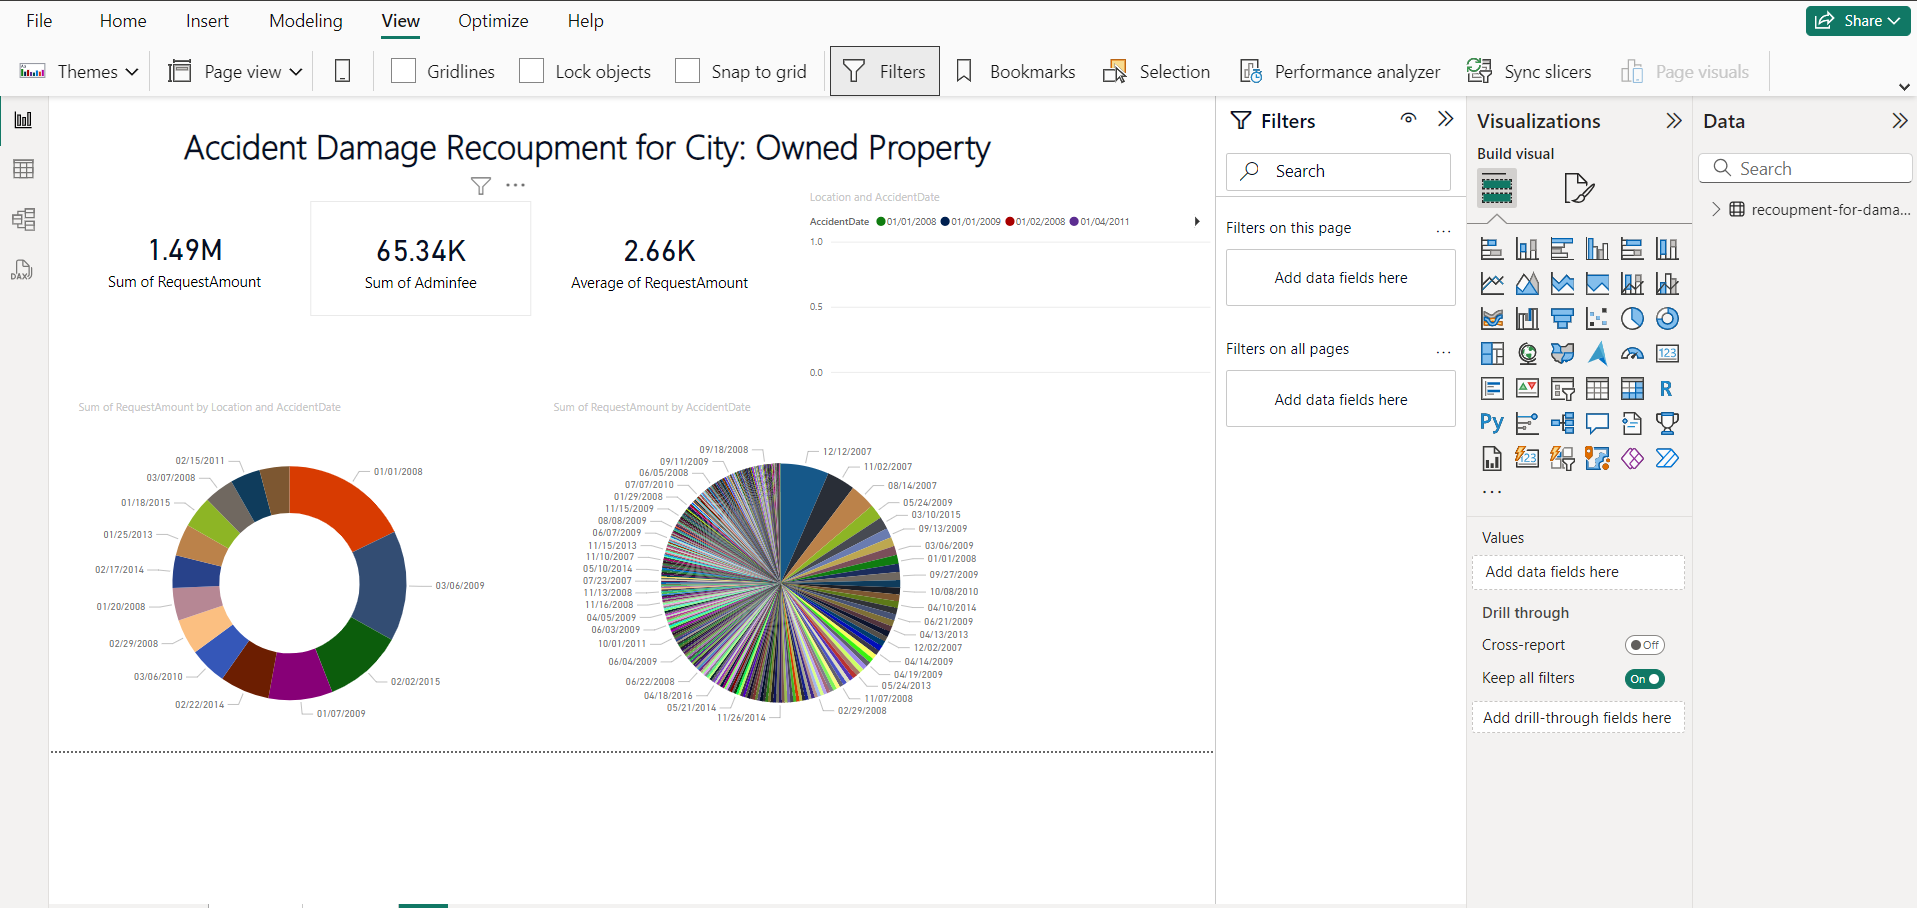 File Home Insert Modeling View Optimize Help
Share
Themes Page view Gridlines Lock objects Snap to grid Filters Bookmarks Selection Performance analyzer Sync slicers Page visuals
Accident Damage Recoupment for City: Owned Property
1.49M
Sum of RequestAmount
65.34K
Sum of Adminfee
2.66K
Average of RequestAmount
Location and AccidentDate
AccidentDate 01/01/2008 01/01/2009 01/02/2008 01/04/2011
1.0
0.5
0.0
Sum of RequestAmount by Location and AccidentDate
01/01/2008
03/06/2009
02/02/2015
01/07/2009
02/22/2014
03/06/2010
02/29/2008
01/20/2008
02/17/2014
01/25/2013
01/18/2015
03/07/2008
02/15/2011
Sum of RequestAmount by AccidentDate
12/12/2007
11/02/2007
08/14/2007
05/24/2009
03/10/2015
09/13/2009
03/06/2009
01/01/2008
09/27/2009
10/08/2010
04/10/2014
06/21/2009
04/13/2013
12/02/2007
04/14/2009
04/19/2009
05/24/2013
11/07/2008
02/29/2008
11/26/2014
05/21/2014
04/18/2016
06/22/2008
06/04/2009
10/01/2011
06/03/2009
04/05/2009
11/16/2008
11/13/2008
07/23/2007
05/10/2014
11/10/2007
11/15/2013
06/07/2009
08/08/2009
11/15/2009
01/29/2008
07/07/2010
06/05/2008
09/11/2009
09/18/2008
Filters
Search
Filters on this page
...
Add data fields here
Filters on all pages
...
Add data fields here
Visualizations
Build visual
123
R
Py
123
...
Values
Add data fields here
Drill through
Cross-report
Off
Keep all filters
On
Add drill-through fields here
Data
Search
recoupment-for-dama...
DAX